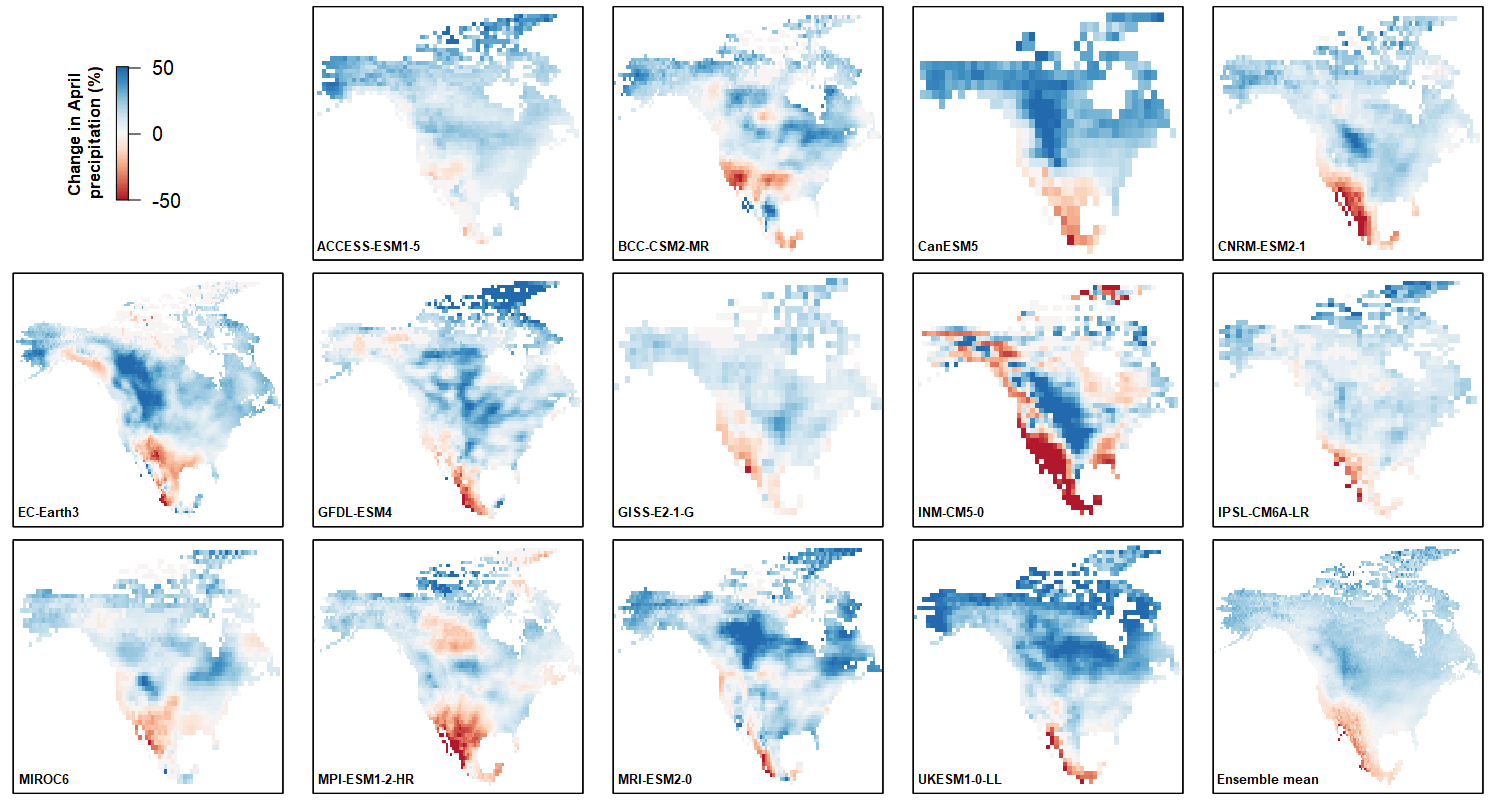 Change in April
precipitation (%)
50
0
-50
ACCESS-ESM1-5
BCC-CSM2-MR
CanESM5
CNRM-ESM2-1
EC-Earth3
GFDL-ESM4
GISS-E2-1-G
INM-CM5-0
IPSL-CM6A-LR
MIROC6
MPI-ESM1-2-HR
MRI-ESM2-0
UKESM1-0-LL
Ensemble mean